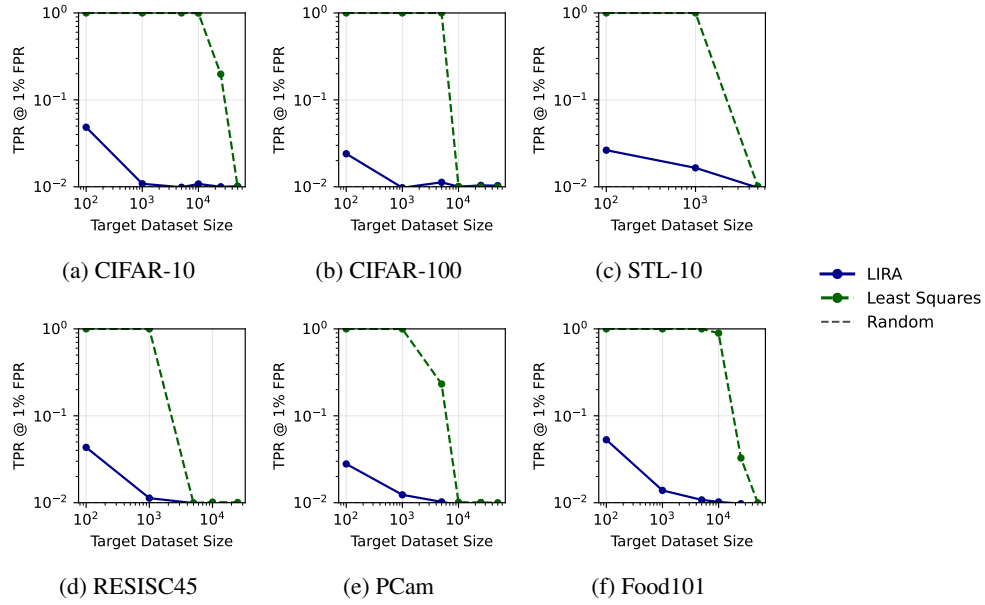 10⁰
10⁻¹
10⁻²
TPR @ 1% FPR
10² 10³ 10⁴
Target Dataset Size
(a) CIFAR-10
10⁰
10⁻¹
10⁻²
TPR @ 1% FPR
10² 10³ 10⁴
Target Dataset Size
(b) CIFAR-100
10⁰
10⁻¹
10⁻²
TPR @ 1% FPR
10² 10³
Target Dataset Size
(c) STL-10
LIRA
Least Squares
Random
10⁰
10⁻¹
10⁻²
TPR @ 1% FPR
10² 10³ 10⁴
Target Dataset Size
(d) RESISC45
10⁰
10⁻¹
10⁻²
TPR @ 1% FPR
10² 10³ 10⁴
Target Dataset Size
(e) PCam
10⁰
10⁻¹
10⁻²
TPR @ 1% FPR
10² 10³ 10⁴
Target Dataset Size
(f) Food101